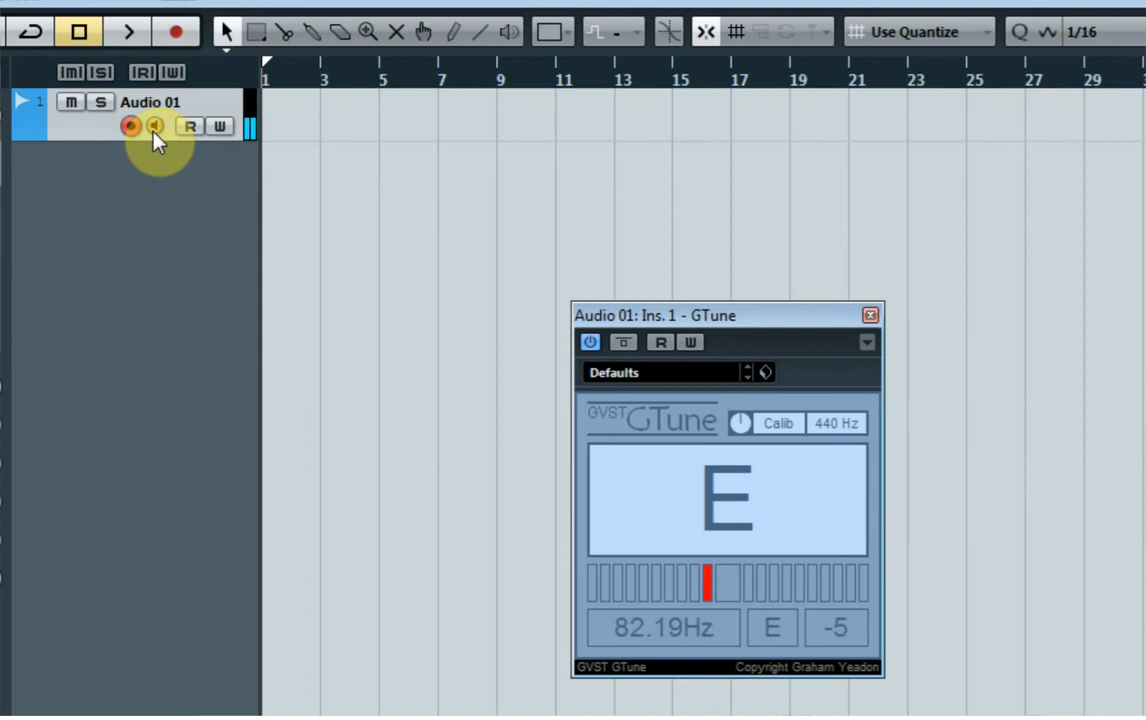 Use Quantize Q 1/16
M S R W
1 3 5 7 9 11 13 15 17 19 21 23 25 27 29
1 M S Audio 01
R W
Audio 01: Ins. 1 - GTune
R W
Defaults
GVST GTune Calib 440 Hz
E
82.19Hz E -5
GVST GTune Copyright Graham Yeadon